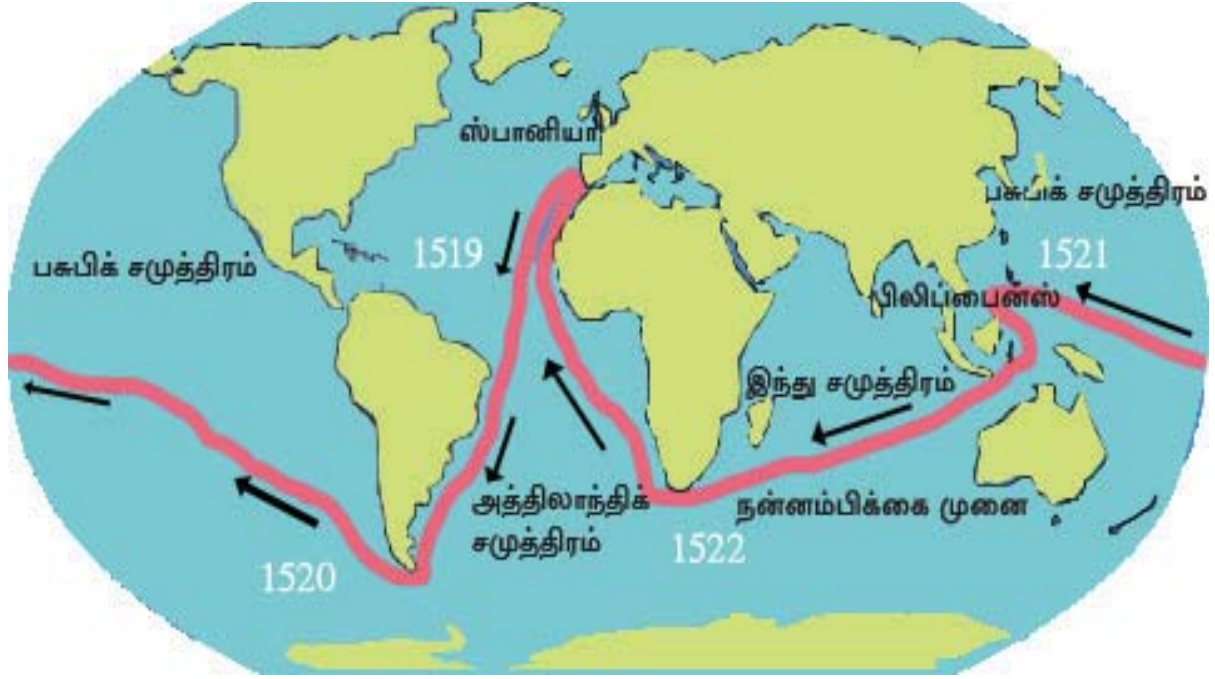 ஸ்பானியா
பசுபிக் சமுத்திரம்
1519
1521
பசுபிக் சமுத்திரம்
பிலிப்பைன்ஸ்
இந்து சமுத்திரம்
அத்திலாந்திக்
சமுத்திரம்
நன்னம்பிக்கை முனை
1522
1520